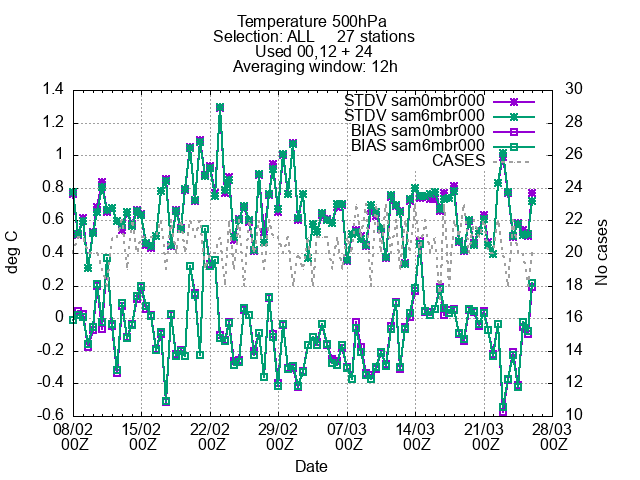 Temperature 500hPa
Selection: ALL 27 stations
Used 00,12 + 24
Averaging window: 12h
STDV sam0mbr000
STDV sam6mbr000
BIAS sam0mbr000
BIAS sam6mbr000
CASES
deg C
1.4
1.2
1
0.8
0.6
0.4
0.2
0
-0.2
-0.4
-0.6
No cases
30
28
26
24
22
20
18
16
14
12
10
08/02 15/02 22/02 29/02 07/03 14/03 21/03 28/03
00Z 00Z 00Z 00Z 00Z 00Z 00Z 00Z
Date